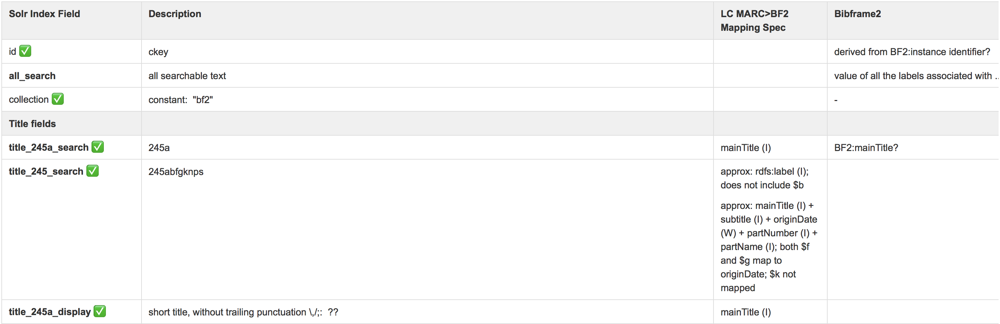 Solr Index Field Description LC MARC>BF2 Bibframe2
Mapping Spec
id ✅ ckey derived from BF2:instance identifier?
all_search all searchable text value of all the labels associated with ..
collection ✅ constant:  "bf2" -
Title fields
title_245a_search ✅ 245a mainTitle (I) BF2:mainTitle?
title_245_search ✅ 245abfgknps approx: rdfs:label (I);
does not include $b
approx: mainTitle (I) +
subtitle (I) + originDate
(W) + partNumber (I) +
partName (I); both $f
and $g map to
originDate; $k not
mapped
title_245a_display ✅ short title, without trailing punctuation \,/;:  ?? mainTitle (I)